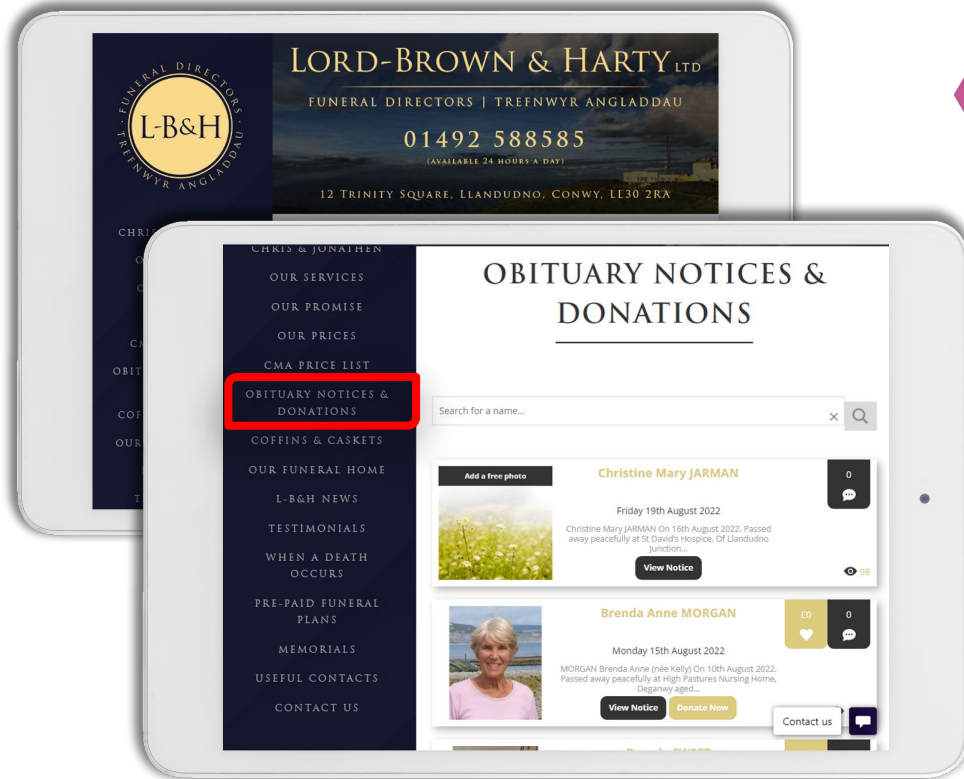 FUNERAL DIRECTORS · TREFNWYR ANGLADDAU ·
L-B&H
LORD-BROWN & HARTY LTD
FUNERAL DIRECTORS | TREFNWYR ANGLADDAU
01492 588585
(AVAILABLE 24 HOURS A DAY)
12 TRINITY SQUARE, LLANDUDNO, CONWY, LL30 2RA
CHRIS
OBIT
COF
OUR
CHRIS & JONATHEN
OUR SERVICES
OUR PROMISE
OUR PRICES
CMA PRICE LIST
OBITUARY NOTICES &
DONATIONS
COFFINS & CASKETS
OUR FUNERAL HOME
L-B&H NEWS
TESTIMONIALS
WHEN A DEATH
OCCURS
PRE-PAID FUNERAL
PLANS
MEMORIALS
USEFUL CONTACTS
CONTACT US
OBITUARY NOTICES &
DONATIONS
Search for a name...
Add a free photo
Christine Mary JARMAN
0
Friday 19th August 2022
Christine Mary JARMAN On 16th August 2022. Passed
away peacefully at St David's Hospice. Of Llandudno
Junction...
View Notice
98
Brenda Anne MORGAN
£0
0
Monday 15th August 2022
MORGAN Brenda Anne (née Kelly) On 10th August 2022.
Passed away peacefully at High Pastures Nursing Home,
Deganwy aged...
View Notice
Donate Now
Contact us